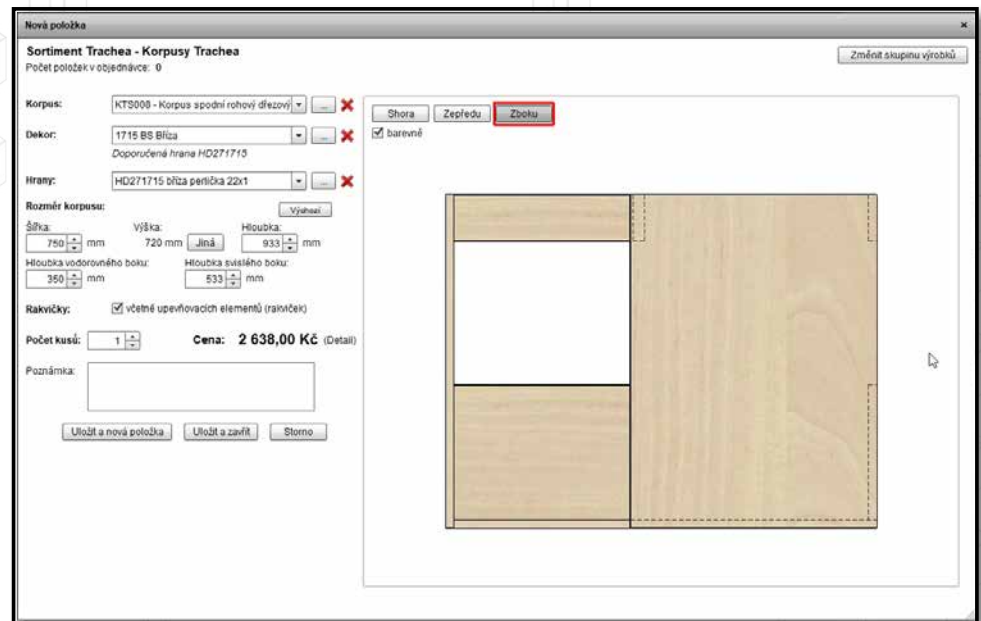 Nová položka
Sortiment Trachea - Korpusy Trachea
Změnit skupinu výrobků
Počet položek v objednávce: 0
Korpus: KTS008 - Korpus spodní rohový dřezový ...
Dekor: 1715 BS Bříza ...
Doporučená hrana HD271715
Hrany: HD271715 bříza perlička 22x1 ...
Rozměr korpusu: Výchozí
Šířka: Výška: Hloubka:
750 mm 720 mm Jiná 933 mm
Hloubka vodorovného boku: Hloubka svislého boku:
350 mm 533 mm
Rakvičky: včetně upevňovacích elementů (rakviček)
Počet kusů: 1 Cena: 2 638,00 Kč (Detail)
Poznámka:
Uložit a nová položka Uložit a zavřít Storno
Shora Zepředu Zboku
barevně